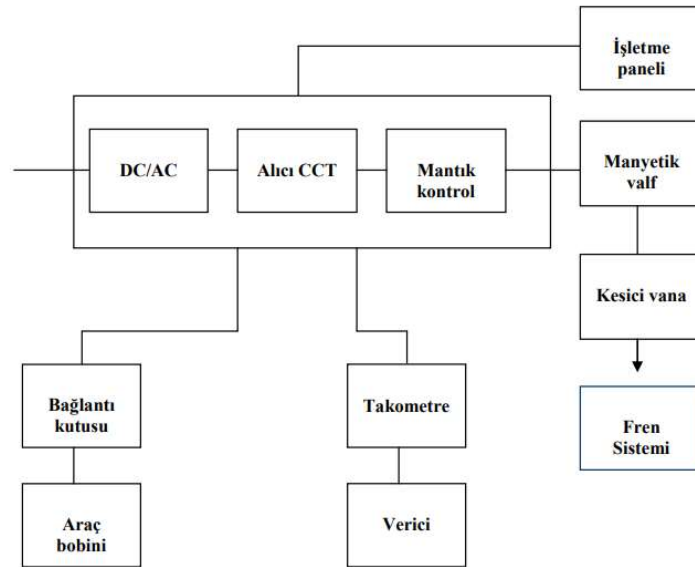 İşletme
paneli
DC/AC
Alıcı CCT
Mantık
kontrol
Manyetik
valf
Kesici vana
Bağlantı
kutusu
Takometre
Fren
Sistemi
Araç
bobini
Verici